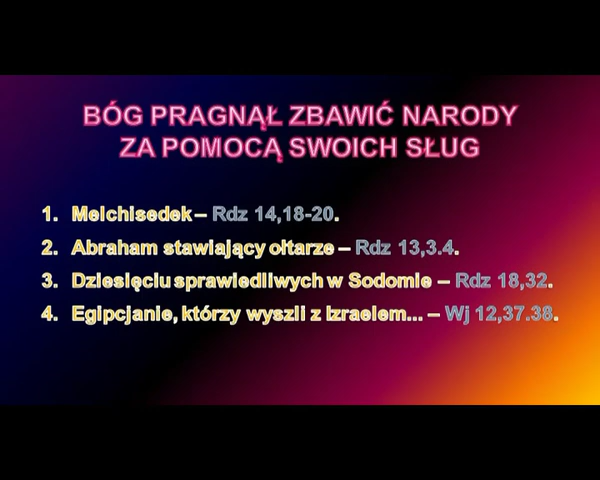 BÓG PRAGNĄŁ ZBAWIĆ NARODY
ZA POMOCĄ SWOICH SŁUG
1. Melchisedek – Rdz 14,18-20.
2. Abraham stawiający ołtarze – Rdz 13,3.4.
3. Dziesięciu sprawiedliwych w Sodomie – Rdz 18,32.
4. Egipcjanie, którzy wyszli z Izraelem... – Wj 12,37.38.